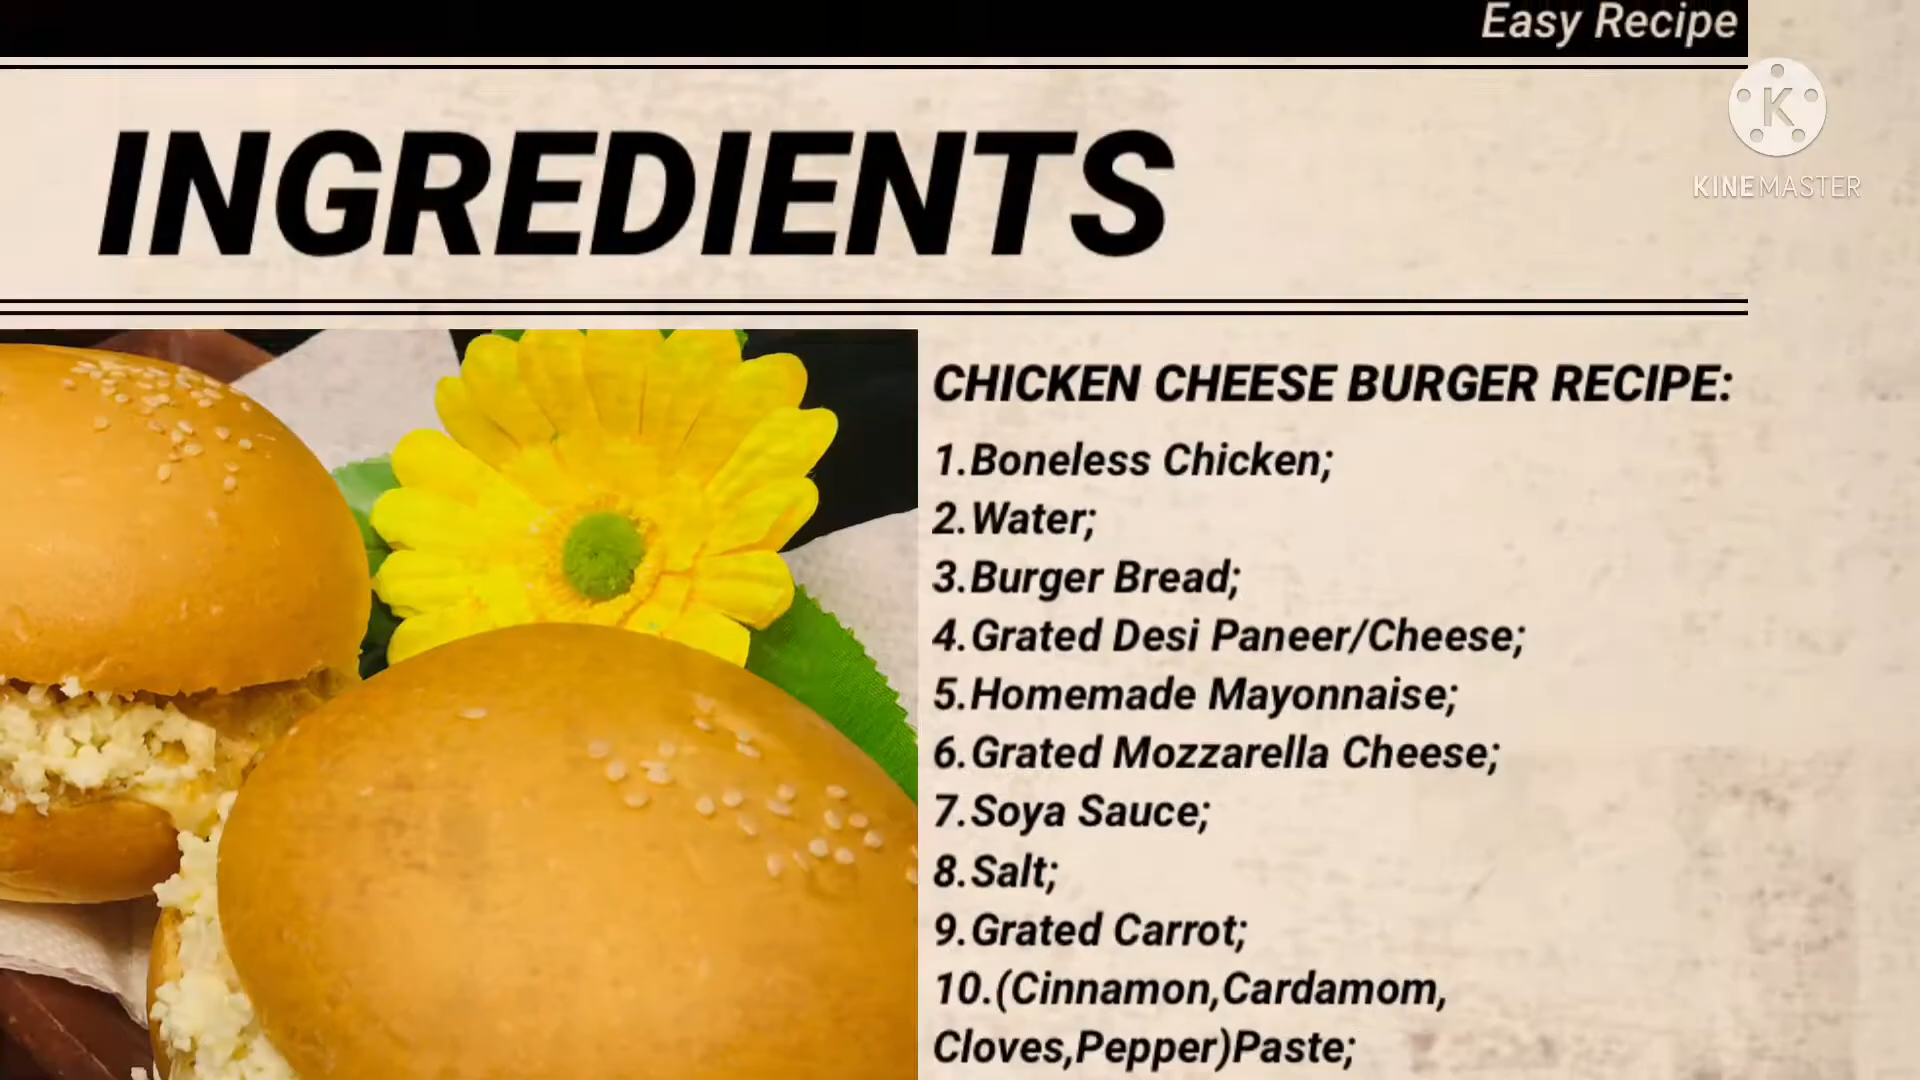 Easy Recipe
K
KINEMASTER
INGREDIENTS
CHICKEN CHEESE BURGER RECIPE:
1.Boneless Chicken;
2.Water;
3.Burger Bread;
4.Grated Desi Paneer/Cheese;
5.Homemade Mayonnaise;
6.Grated Mozzarella Cheese;
7.Soya Sauce;
8.Salt;
9.Grated Carrot;
10.(Cinnamon,Cardamom,
Cloves,Pepper)Paste;